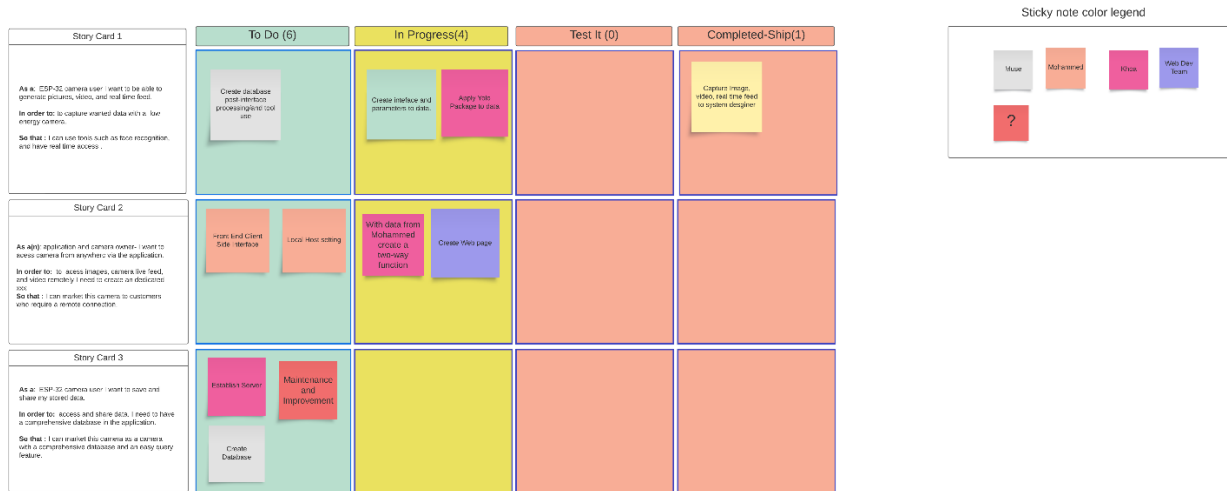 Sticky note color legend
Story Card 1
To Do (6)
In Progress(4)
Test It (0)
Completed-Ship(1)
As a: ESP-32 camera user I want to be able to
generate pictures, video, and real time feed.
In order to: to capture wanted data with a low
energy camera.
So that : I can use tools such as face recognition,
and have real time access .
Create database
post-interface
processing/end tool
use
Create inteface and
parameters to data.
Apply Yolo
Package to data
Capture image,
video, real time feed
to system desginer
Muse
Mohammed
Khoa
Web Dev
Team
?
Story Card 2
As a(n): application and camera owner- I want to
acess camera from anywhere via the application.
In order to: to acess images, camera live feed,
and video remotely I need to create an dedicated
xxx
So that : I can market this camera to customers
who require a remote connection
Front End Client
Side Interface
Local Host setting
With data from
Mohammed
create a
two-way
function
Create Web page
Story Card 3
As a: ESP-32 camera user I want to save and
share my stored data.
In order to: access and share data, I need to have
a comprehensive database in the application.
So that : I can market this camera as a camera
with a comprehensive database and an easy query
feature.
Establish Server
Maintenance
and
Improvement
Create
Database